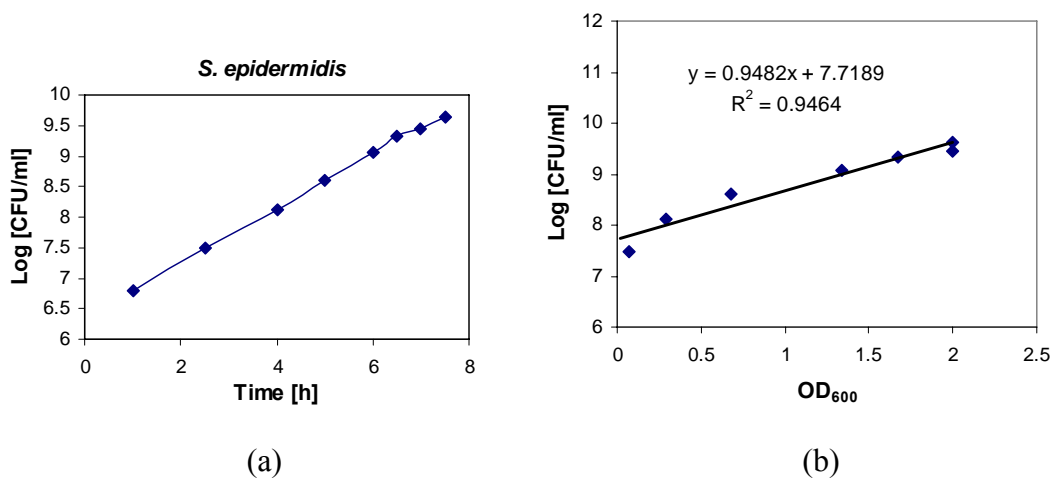 S. epidermidis
10
9.5
9
8.5
8
7.5
7
6.5
6
Log [CFU/ml]
0 2 4 6 8
Time [h]
(a)
12
11
10
9
8
7
6
Log [CFU/ml]
y = 0.9482x + 7.7189
R² = 0.9464
0 0.5 1 1.5 2 2.5
OD₆₀₀
(b)